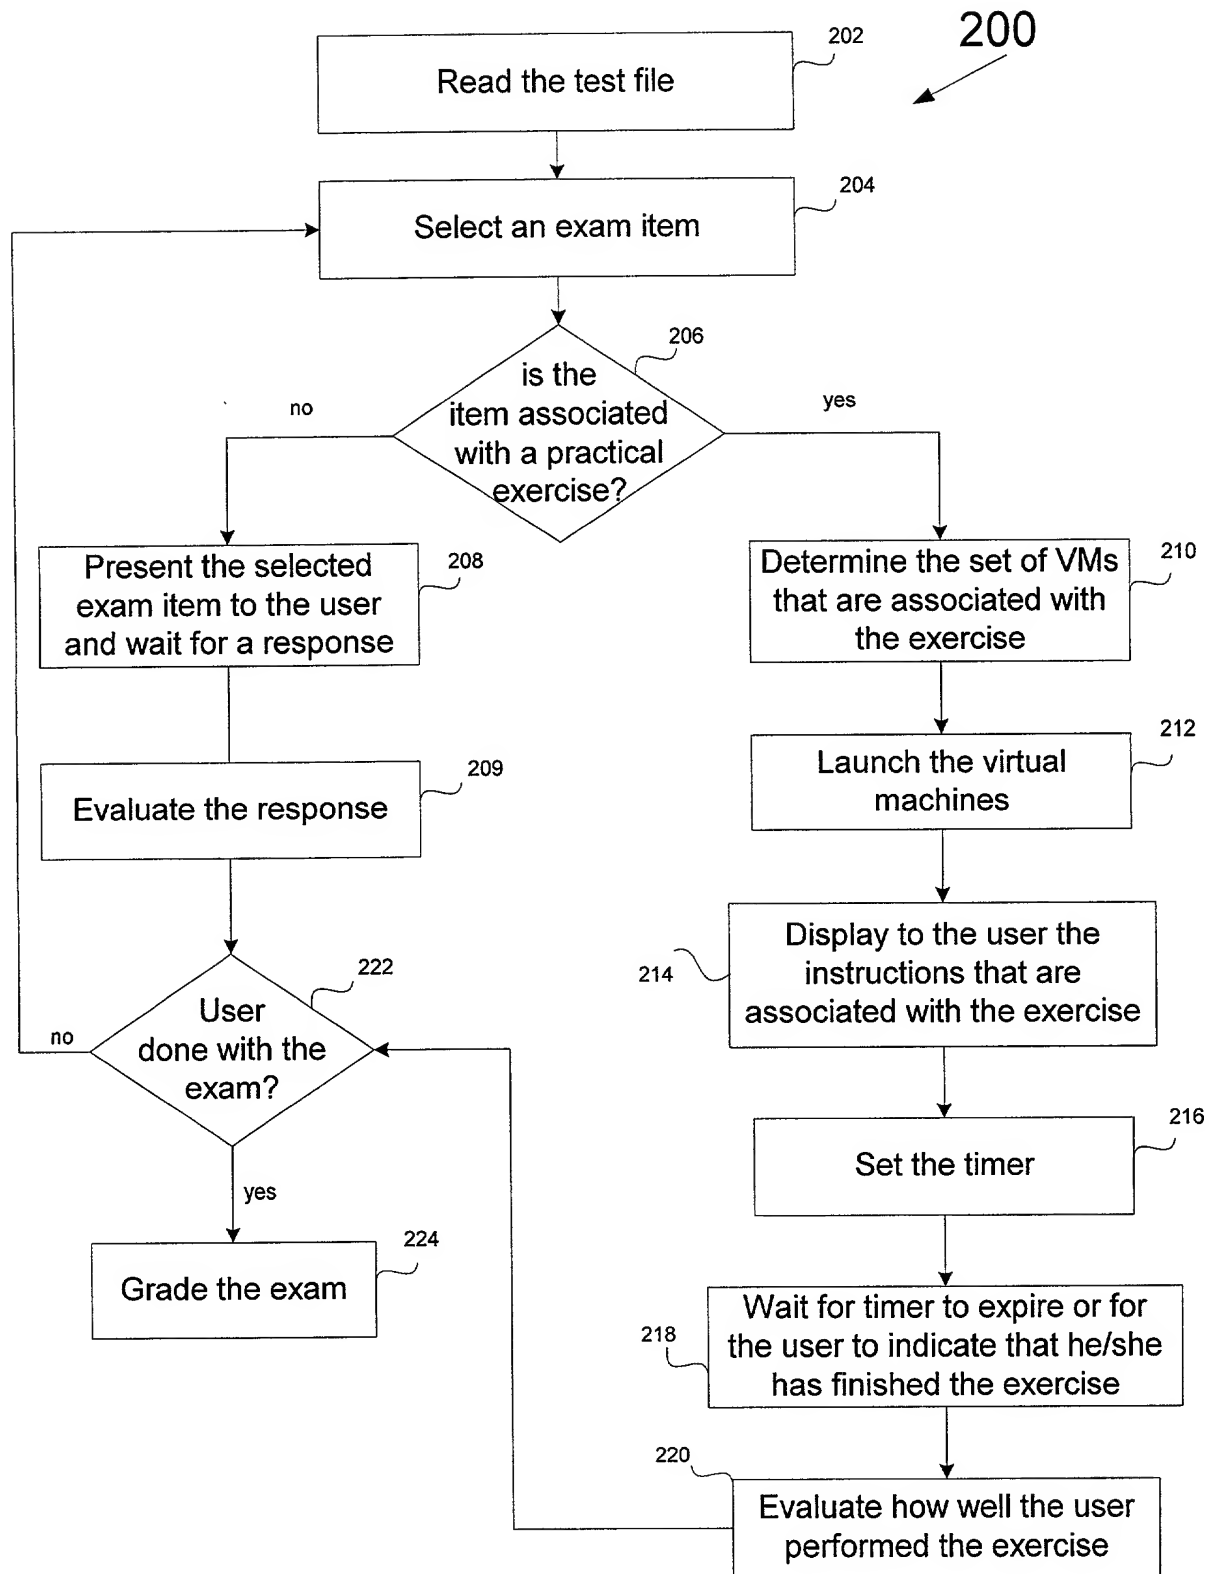 200
202
Read the test file
204
Select an exam item
206
is the
item associated
with a practical
exercise?
no
yes
Present the selected
exam item to the user
and wait for a response
208
Determine the set of VMs
that are associated with
the exercise
210
Launch the virtual
machines
212
Evaluate the response
209
Display to the user the
instructions that are
associated with the exercise
214
User
done with the
exam?
222
no
yes
Set the timer
216
Grade the exam
224
Wait for timer to expire or for
the user to indicate that he/she
has finished the exercise
218
220
Evaluate how well the user
performed the exercise